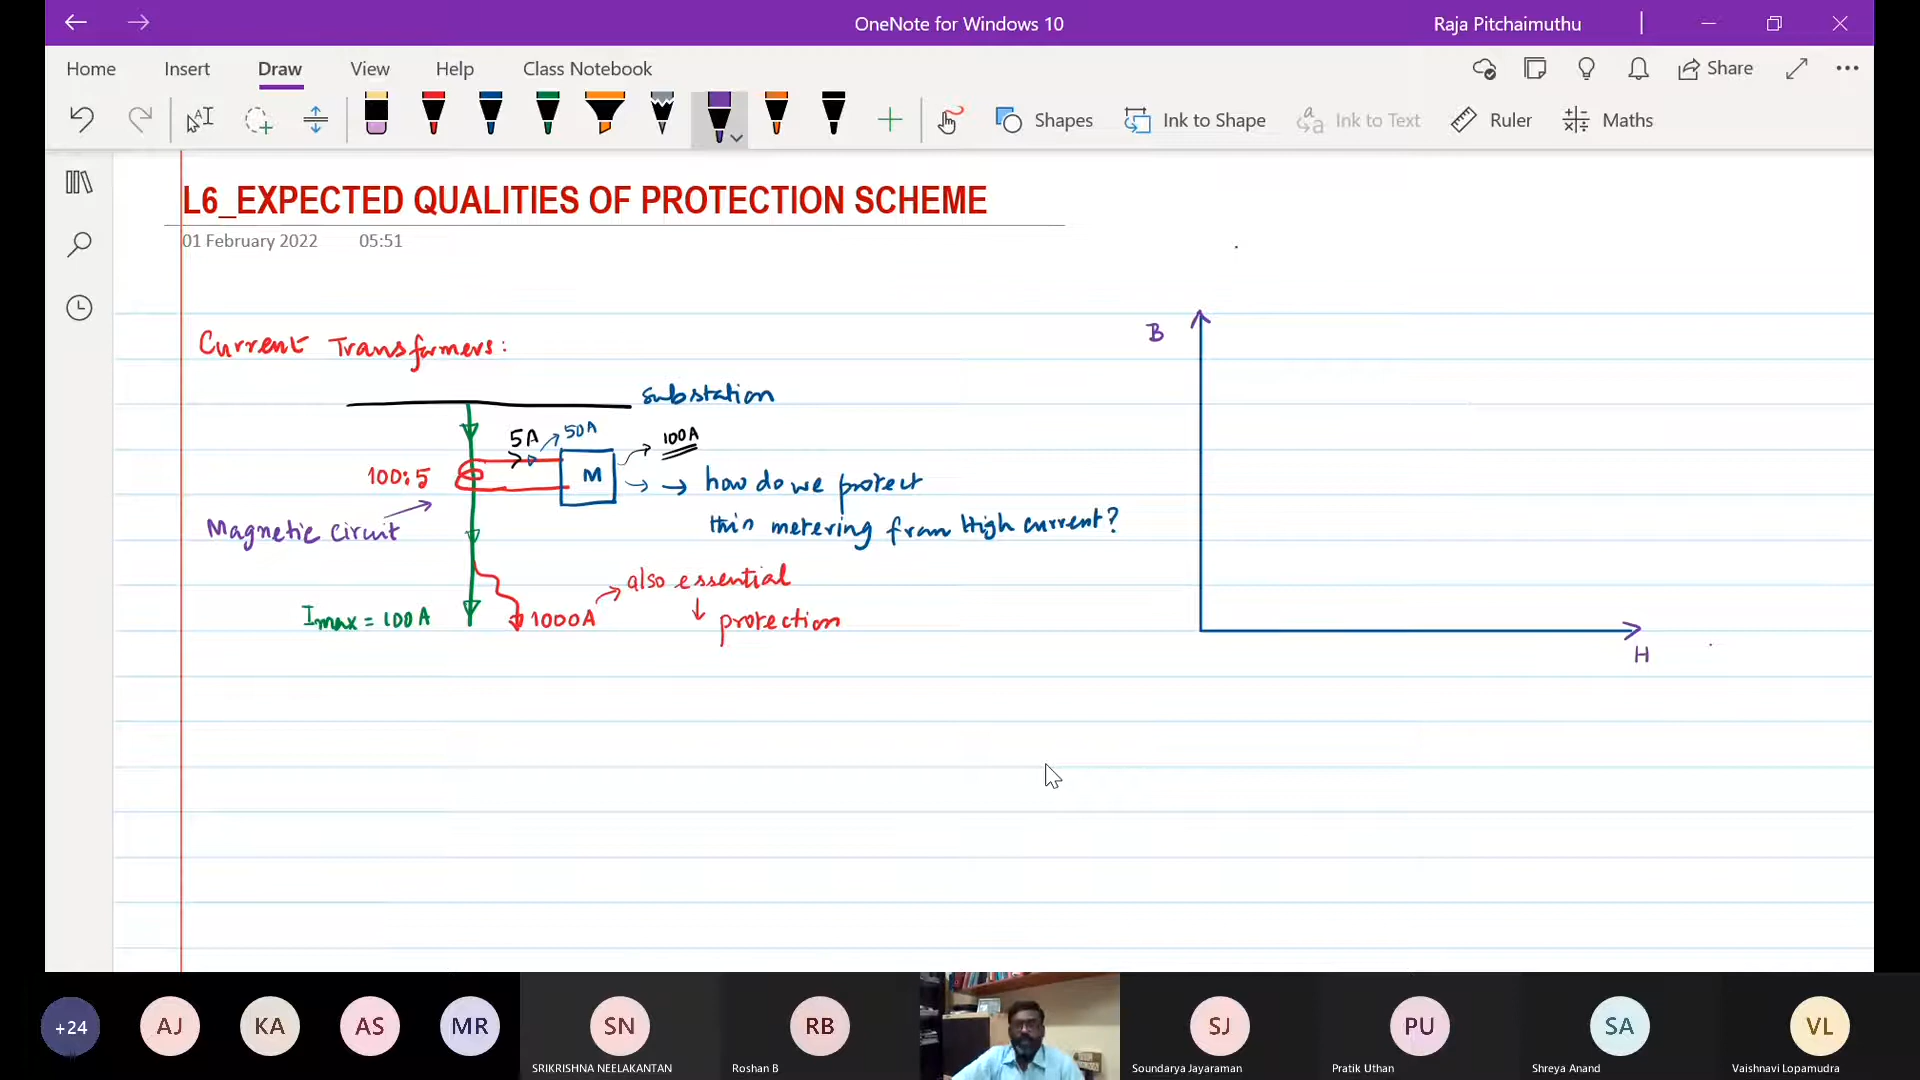 OneNote for Windows 10
Raja Pitchaimuthu
Home Insert Draw View Help Class Notebook
Share
Shapes Ink to Shape Ink to Text Ruler Maths
L6_EXPECTED QUALITIES OF PROTECTION SCHEME
01 February 2022 05:51
Current Transformers:
substation
5A
50A
100A
100:5
M
how do we protect
this metering from High current?
Magnetic Circuit
also essential
protection
Imax = 100A
1000A
B
H
+24
AJ
KA
AS
MR
SN
SRIKRISHNA NEELAKANTAN
RB
Roshan B
SJ
Soundarya Jayaraman
PU
Pratik Uthan
SA
Shreya Anand
VL
Vaishnavi Lopamudra